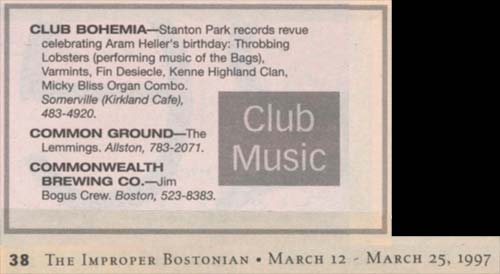 CLUB BOHEMIA—Stanton Park records revue
celebrating Aram Heller's birthday: Throbbing
Lobsters (performing music of the Bags),
Varmints, Fin Desiecle, Kenne Highland Clan,
Micky Bliss Organ Combo.
Somerville (Kirkland Cafe),
483-4920.
COMMON GROUND—The
Lemmings. Allston, 783-2071.
COMMONWEALTH
BREWING CO.—Jim
Bogus Crew. Boston, 523-8383.
Club
Music
38 THE IMPROPER BOSTONIAN • MARCH 12 - MARCH 25, 1997